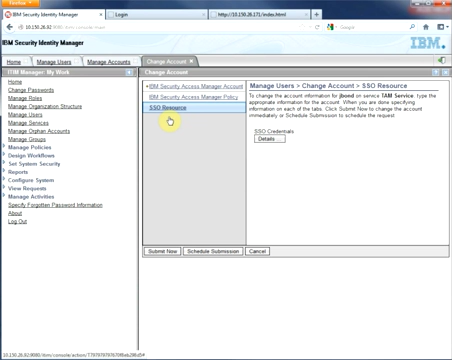 Firefox
IBM Security Identity Manager
Login
http://10.150.26.171/index.html
10.150.26.92
Google
IBM Security Identity Manager
IBM
Home
Manage Users
Manage Accounts
Change Account
ITIM Manager: My Work
Change Account
Home
Change Passwords
Manage Roles
Manage Organization Structure
Manage Users
Manage Services
Manage Orphan Accounts
Manage Groups
Manage Policies
Design Workflows
Set System Security
Reports
Configure System
View Requests
Manage Activities
Specify Forgotten Password Information
About
Log Out
IBM Security Access Manager Account
IBM Security Access Manager Policy
SSO Resource
Manage Users > Change Account > SSO Resource
To change the account information for jbond on service TAM Service, type the
appropriate information for the account. When you are done specifying
information on each of the tabs. Click Submit Now to change the account
immediately or Schedule Submission to schedule the request
SSO Credentials
Details ...
Submit Now
Schedule Submission
Cancel